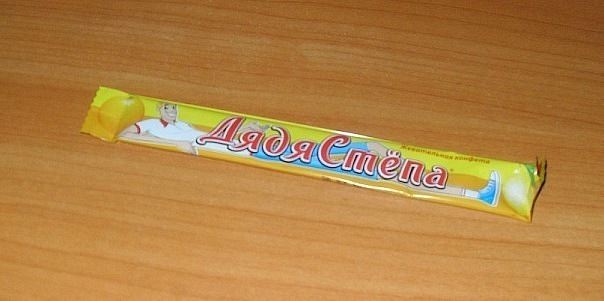 ДядяСтёпа®
Жевательная конфета